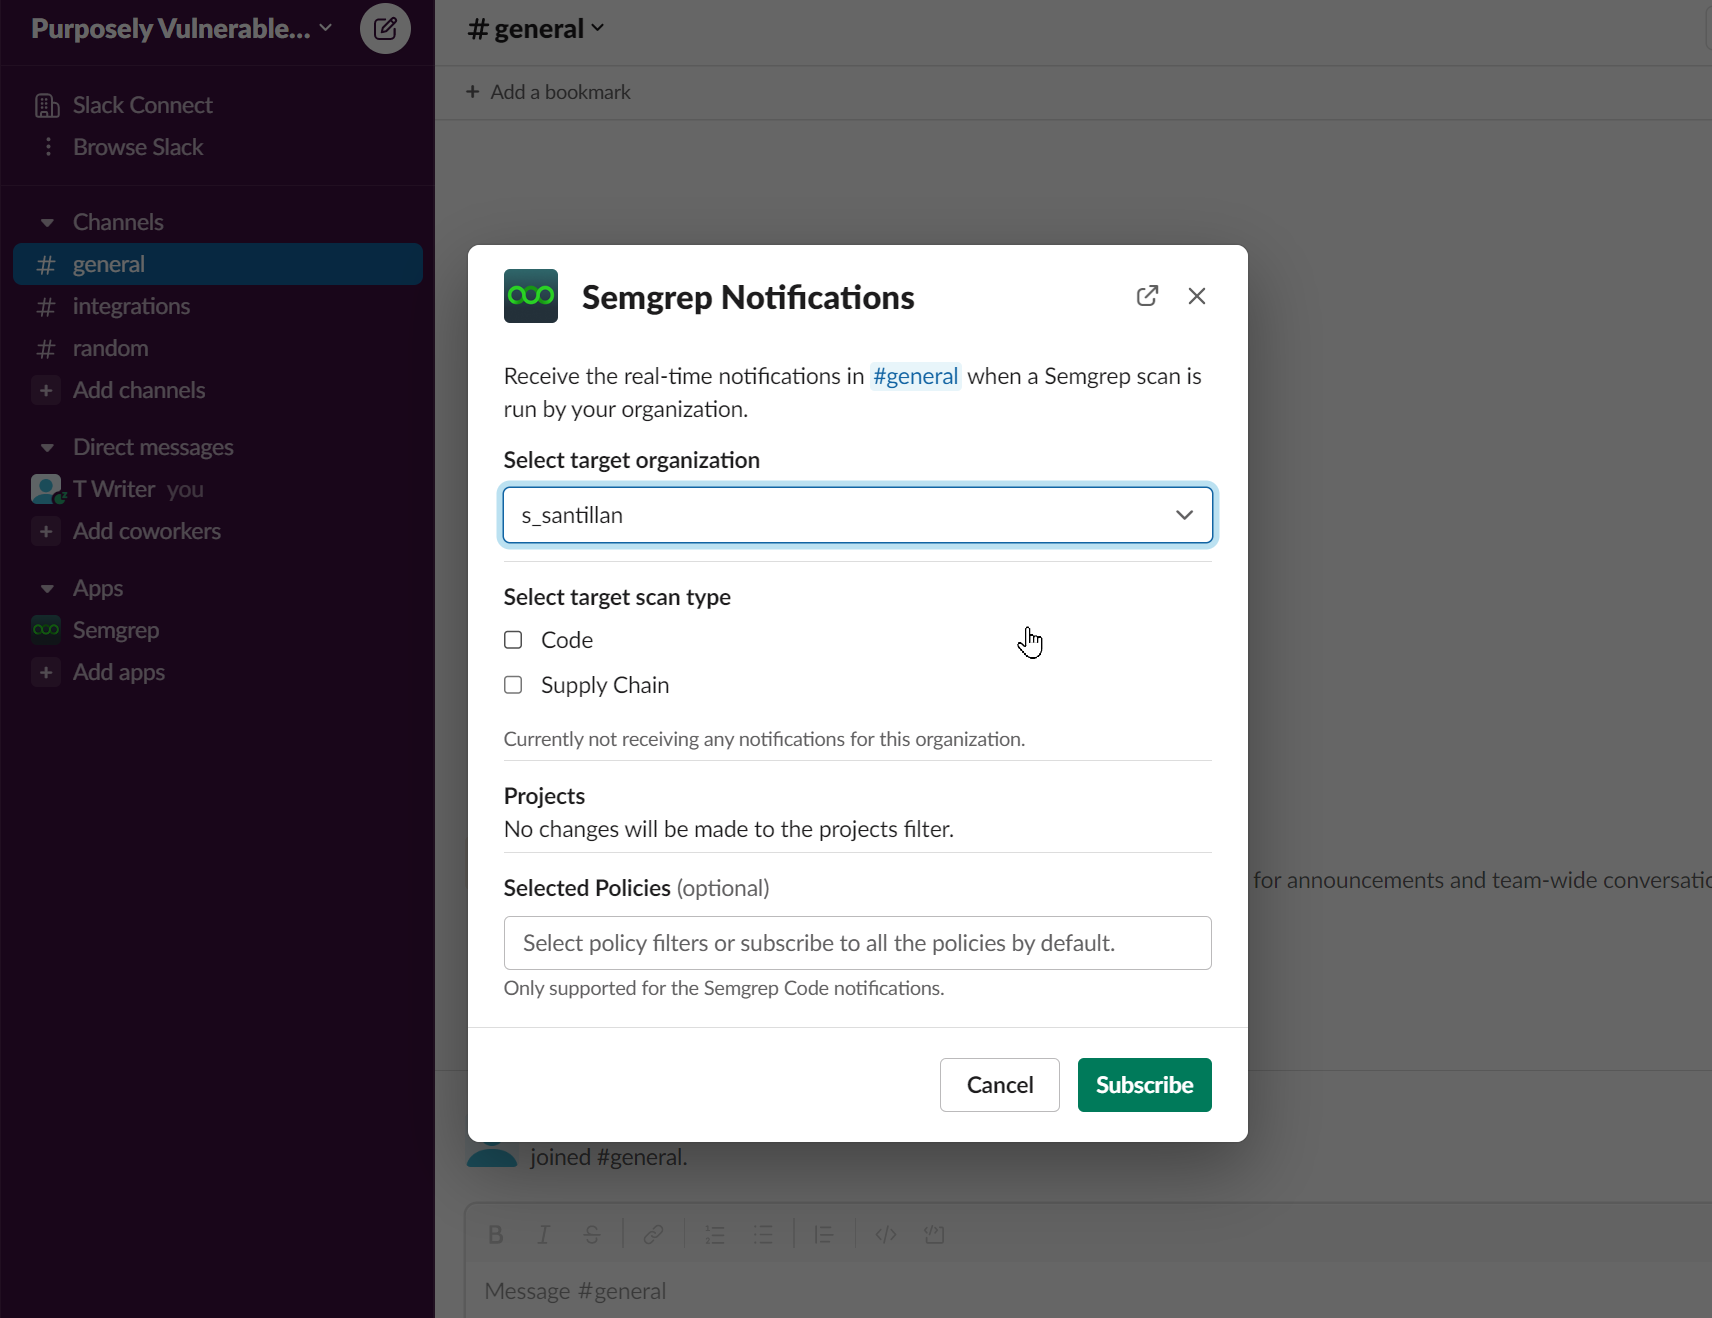 Purposely Vulnerable...
Slack Connect
Browse Slack
Channels
# general
# integrations
# random
+ Add channels
Direct messages
T Writer you
+ Add coworkers
Apps
Semgrep
+ Add apps
# general
+ Add a bookmark
Semgrep Notifications
Receive the real-time notifications in #general when a Semgrep scan is
run by your organization.
Select target organization
s_santillan
Select target scan type
Code
Supply Chain
Currently not receiving any notifications for this organization.
Projects
No changes will be made to the projects filter.
Selected Policies (optional)
Select policy filters or subscribe to all the policies by default.
Only supported for the Semgrep Code notifications.
Cancel
Subscribe
for announcements and team-wide conversatio
joined #general.
B I S
Message #general